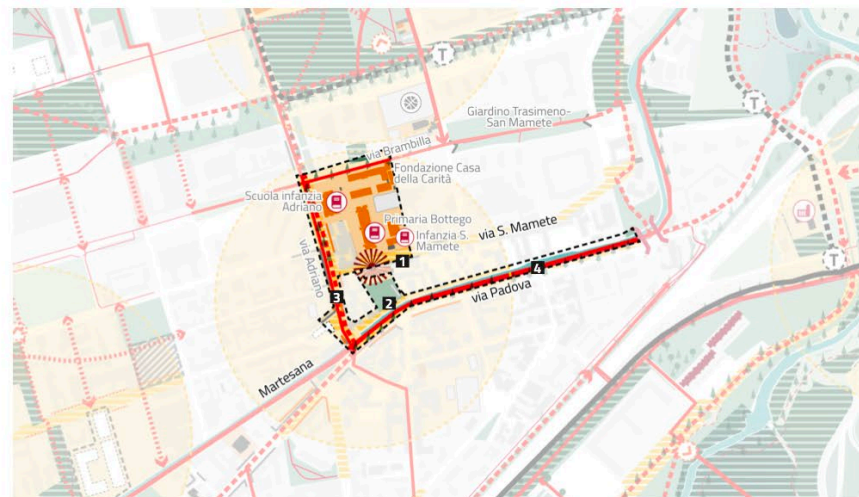 T
T
T
Giardino Trasimeno-
San Mamete
via Brambilla
Fondazione Casa
della Carità
Scuola infanzia
Adriano
Primaria Bottego
Infanzia S.
Mamete
via S. Mamete
via Adriano
1
2
3
4
via Padova
Martesana